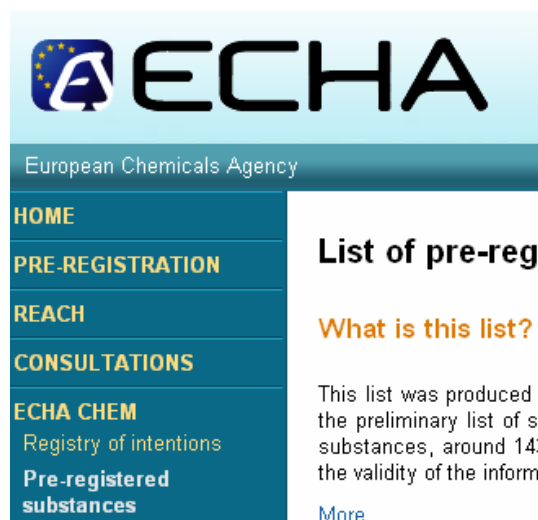 ECHA
European Chemicals Agency
HOME
PRE-REGISTRATION
REACH
CONSULTATIONS
ECHA CHEM
Registry of intentions
Pre-registered
substances
List of pre-reg
What is this list?
This list was produced
the preliminary list of s
substances, around 143
the validity of the inform
More